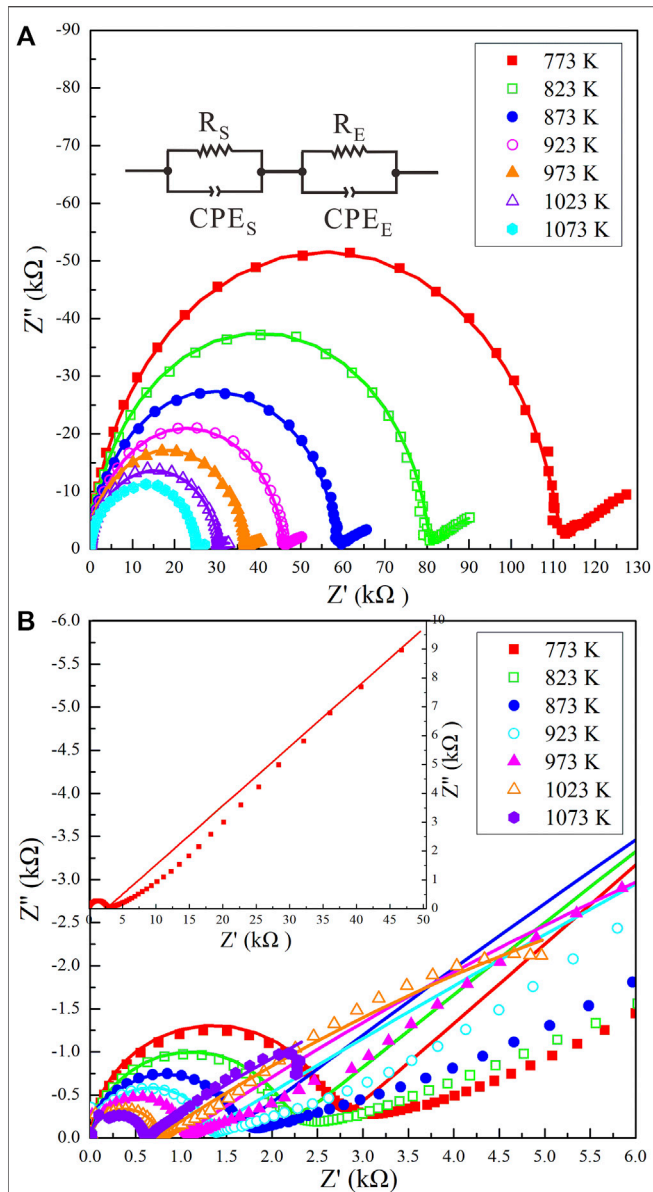 A
-90
-80
-70
-60
-50
-40
-30
-20
-10
0
Z'' (kΩ)
R_S
R_E
CPE_S
CPE_E
773 K
823 K
873 K
923 K
973 K
1023 K
1073 K
0 10 20 30 40 50 60 70 80 90 100 110 120 130
Z' (kΩ )
B
-6.0
-5.5
-5.0
-4.5
-4.0
-3.5
-3.0
-2.5
-2.0
-1.5
-1.0
-0.5
0.0
Z'' (kΩ)
10
9
8
7
6
5
4
3
2
1
0
Z'' (kΩ)
0 5 10 15 20 25 30 35 40 45 50
Z' (kΩ )
773 K
823 K
873 K
923 K
973 K
1023 K
1073 K
0.0 0.5 1.0 1.5 2.0 2.5 3.0 3.5 4.0 4.5 5.0 5.5 6.0
Z' (kΩ)